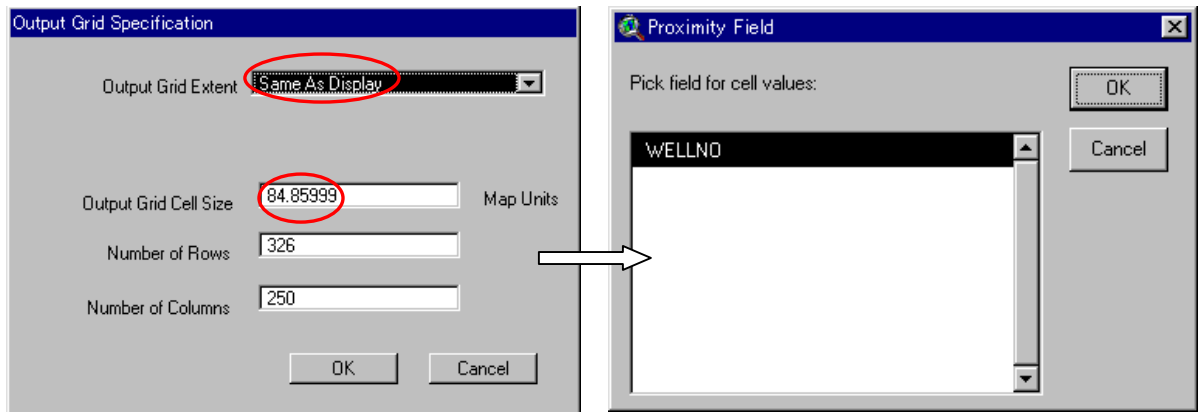 Output Grid Specification
Output Grid Extent Same As Display
Output Grid Cell Size 84.85999 Map Units
Number of Rows 326
Number of Columns 250
OK Cancel
Proximity Field
Pick field for cell values:
OK
WELLNO
Cancel